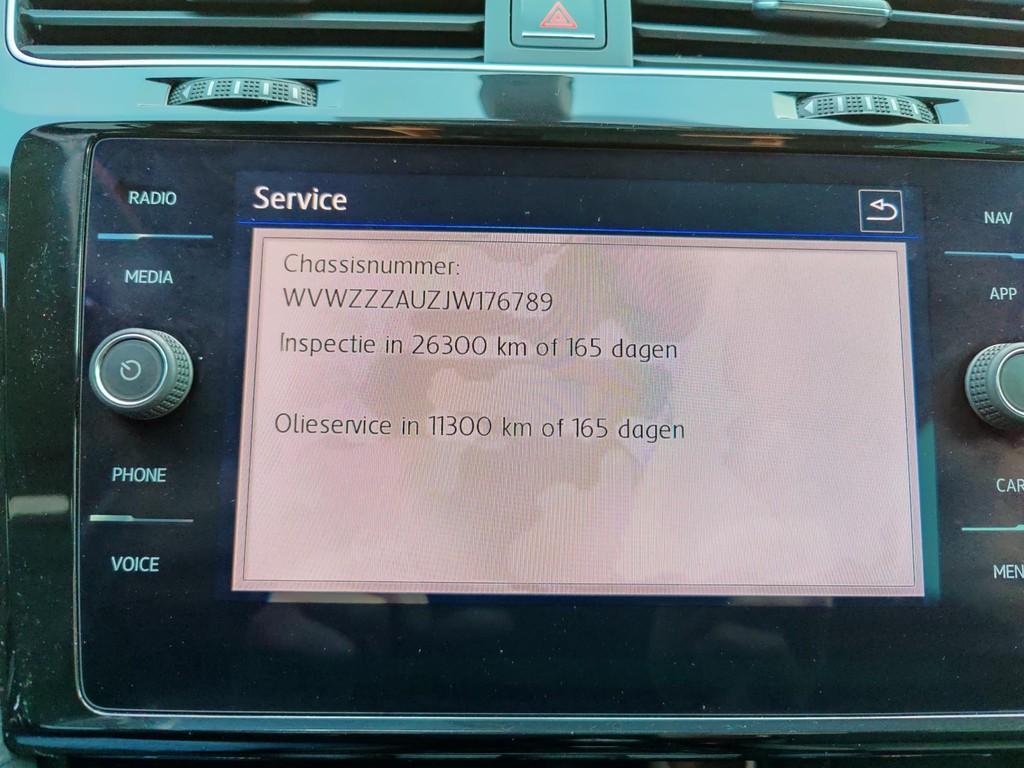 RADIO
MEDIA
PHONE
VOICE
Service
Chassisnummer:
WVWZZZAUZJW176789
Inspectie in 26300 km of 165 dagen
Olieservice in 11300 km of 165 dagen
NAV
APP
CAR
MEN